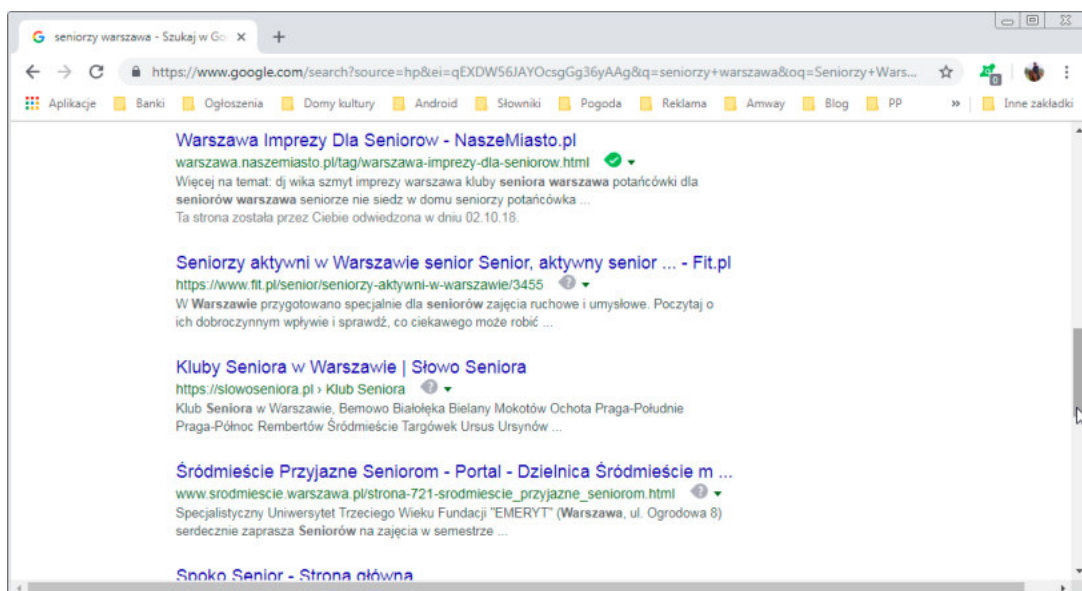 seniorzy warszawa - Szukaj w Go
https://www.google.com/search?source=hp&ei=qEXDW56JAYOcsgGg36yAAg&q=seniorzy+warszawa&oq=Seniorzy+Wars...
0
Aplikacje Banki Ogłoszenia Domy kultury Android Słowniki Pogoda Reklama Amway Blog PP » Inne zakładki
Warszawa Imprezy Dla Seniorow - NaszeMiasto.pl
warszawa.naszemiasto.pl/tag/warszawa-imprezy-dla-seniorow.html
Więcej na temat: dj wika szmyt imprezy warszawa kluby seniora warszawa potańcówki dla
seniorów warszawa seniorze nie siedz w domu seniorzy potańcówka ...
Ta strona została przez Ciebie odwiedzona w dniu 02.10.18.
Seniorzy aktywni w Warszawie senior Senior, aktywny senior ... - Fit.pl
https://www.fit.pl/senior/seniorzy-aktywni-w-warszawie/3455
W Warszawie przygotowano specjalnie dla seniorów zajęcia ruchowe i umysłowe. Poczytaj o
ich dobroczynnym wpływie i sprawdź, co ciekawego może robić ...
Kluby Seniora w Warszawie | Słowo Seniora
https://slowoseniora.pl › Klub Seniora
Klub Seniora w Warszawie, Bemowo Białołęka Bielany Mokotów Ochota Praga-Południe
Praga-Północ Rembertów Śródmieście Targówek Ursus Ursynów ...
Śródmieście Przyjazne Seniorom - Portal - Dzielnica Śródmieście m ...
www.srodmiescie.warszawa.pl/strona-721-srodmiescie_przyjazne_seniorom.html
Specjalistyczny Uniwersytet Trzeciego Wieku Fundacji "EMERYT" (Warszawa, ul. Ogrodowa 8)
serdecznie zaprasza Seniorów na zajęcia w semestrze ...
Spoko Senior - Strona główna